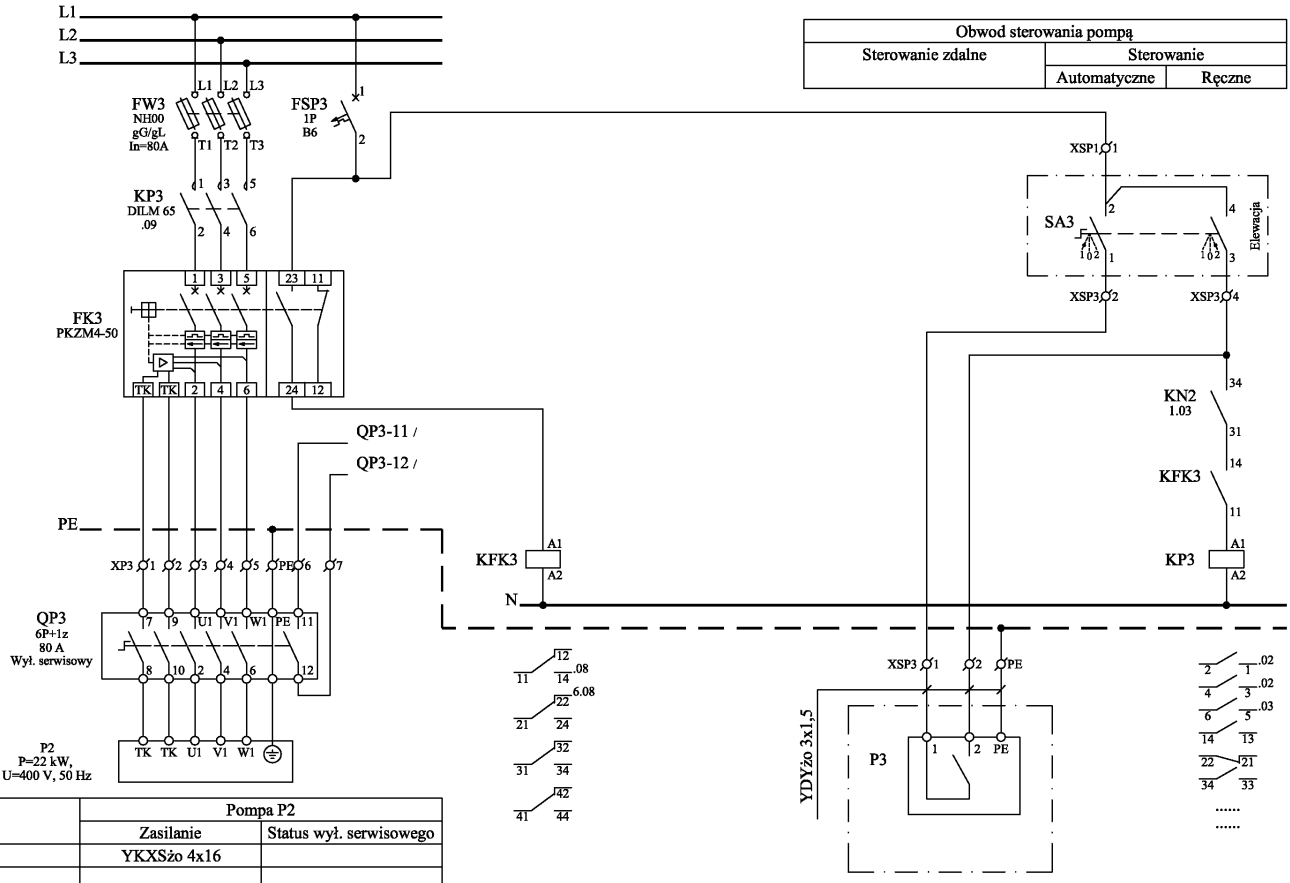 L1
L2
L3
Obwod sterowania pompą
Sterowanie zdalne
Sterowanie
Automatyczne
Ręczne
FW3
NH00
gG/gL
In=80A
L1 L2 L3
T1 T2 T3
FSP3
1P
B6
1
2
XSP1 1
KP3
DILM 65
.09
1 3 5
2 4 6
SA3
2
4
1 0 2
1 0 2
1
3
Elewacja
XSP3 2
XSP3 4
FK3
PKZM4-50
1 3 5 23 11
TK TK 2 4 6 24 12
KN2
1.03
34
31
KFK3
14
11
QP3-11 /
QP3-12 /
PE
XP3 1 2 3 4 5 PE 6 7
KFK3
A1
A2
KP3
A1
A2
N
QP3
6P+1z
80 A
Wył. serwisowy
7 9 U1 V1 W1 PE 11
8 10 2 4 6 12
P2
P=22 kW,
U=400 V, 50 Hz
TK TK U1 V1 W1
12
11 14 .08
22 6.08
21 24
32
31 34
42
41 44
XSP3 1 2 PE
YDYżo 3x1,5
P3
1 2 PE
2 1 .02
4 3 .02
6 5 .03
14 13
22 21
34 33
......
......
Pompa P2
Zasilanie
Status wył. serwisowego
YKXSżo 4x16